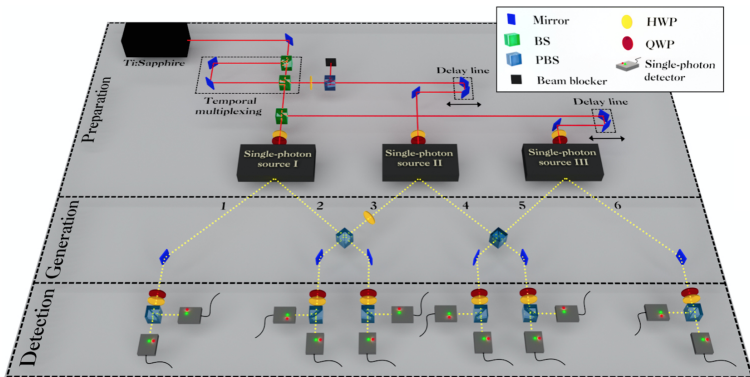 Ti:Sapphire
Temporal
multiplexing
Delay line
Delay line
Mirror
BS
PBS
Beam blocker
HWP
QWP
Single-photon
detector
Preparation
Single-photon
source I
Single-photon
source II
Single-photon
source III
1
2
3
4
5
6
Generation
Detection